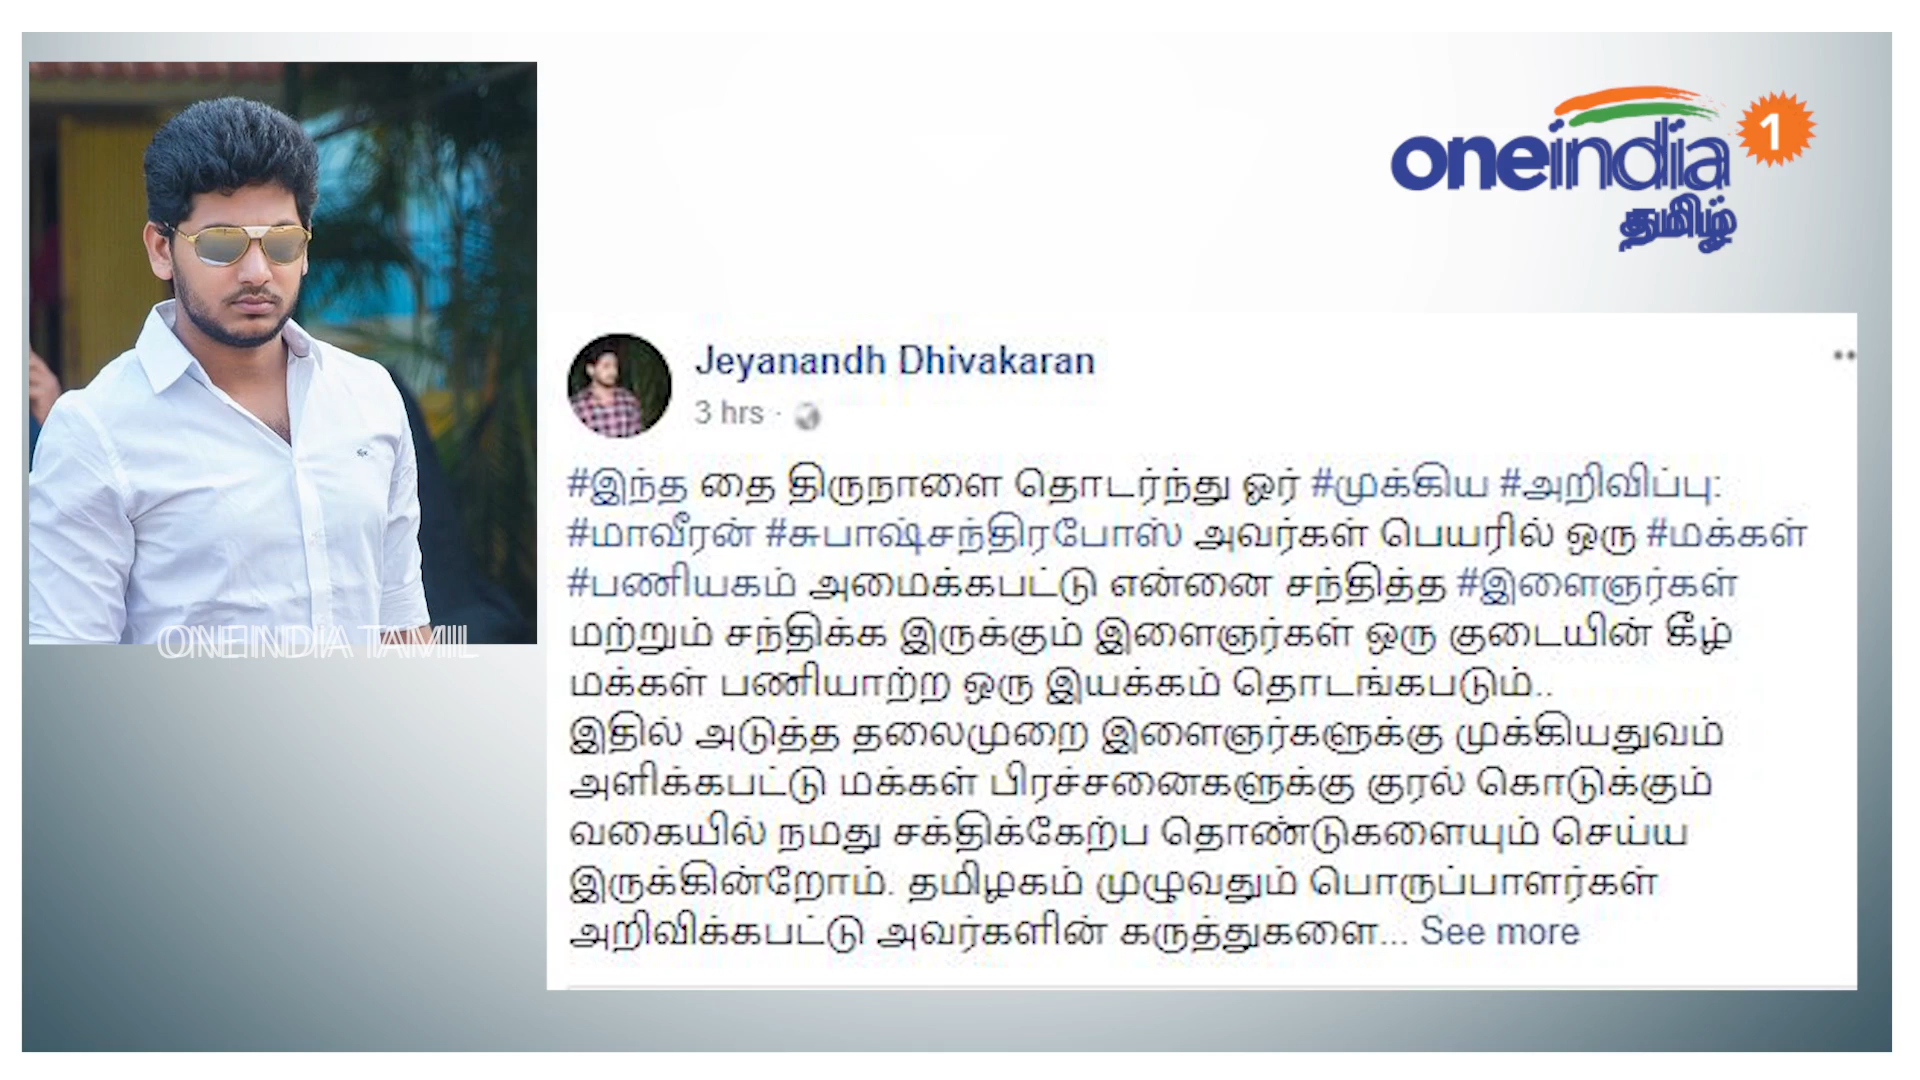 oneindia 1
தமிழ்
Jeyanandh Dhivakaran
3 hrs ·
#இந்த தை திருநாளை தொடர்ந்து ஓர் #முக்கிய #அறிவிப்பு:
#மாவீரன் #சுபாஷ்சந்திரபோஸ் அவர்கள் பெயரில் ஒரு #மக்கள்
#பணியகம் அமைக்கபட்டு என்னை சந்தித்த #இளைஞர்கள்
மற்றும் சந்திக்க இருக்கும் இளைஞர்கள் ஒரு குடையின் கீழ்
மக்கள் பணியாற்ற ஒரு இயக்கம் தொடங்கபடும்..
இதில் அடுத்த தலைமுறை இளைஞர்களுக்கு முக்கியதுவம்
அளிக்கபட்டு மக்கள் பிரச்சனைகளுக்கு குரல் கொடுக்கும்
வகையில் நமது சக்திக்கேற்ப தொண்டுகளையும் செய்ய
இருக்கின்றோம். தமிழகம் முழுவதும் பொருப்பாளர்கள்
அறிவிக்கபட்டு அவர்களின் கருத்துகளை... See more
ONEINDIA TAMIL